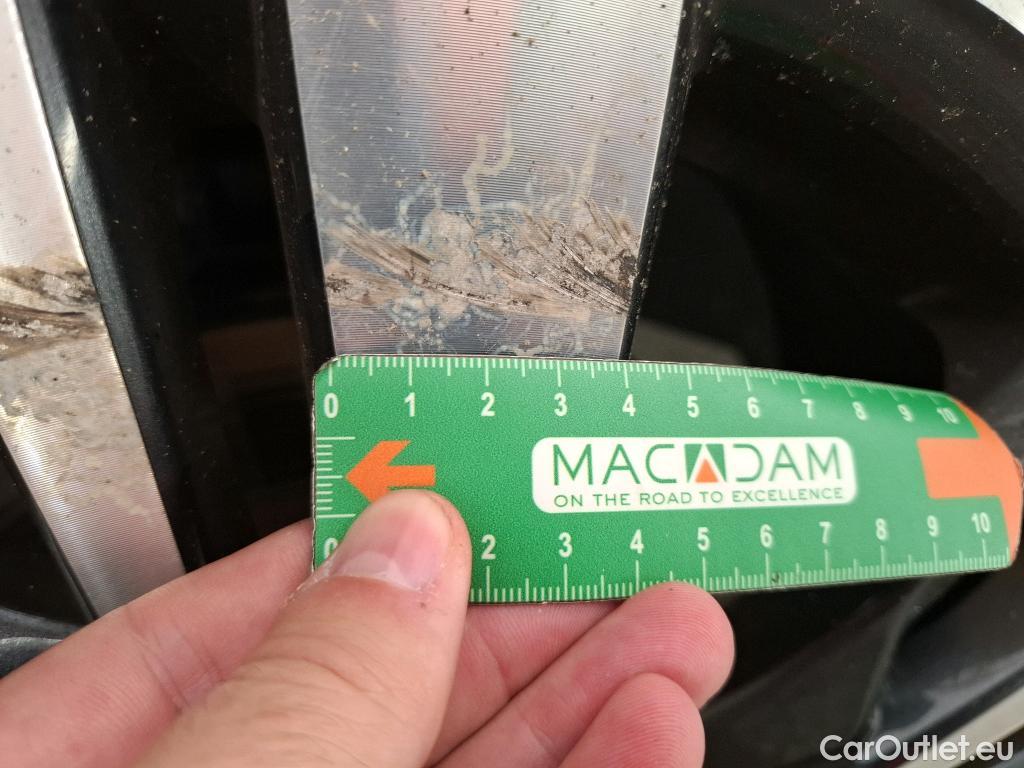 0 1 2 3 4 5 6 7 8 9 10
MACADAM
ON THE ROAD TO EXCELLENCE
0 2 3 4 5 6 7 8 9 10
CarOutlet.eu